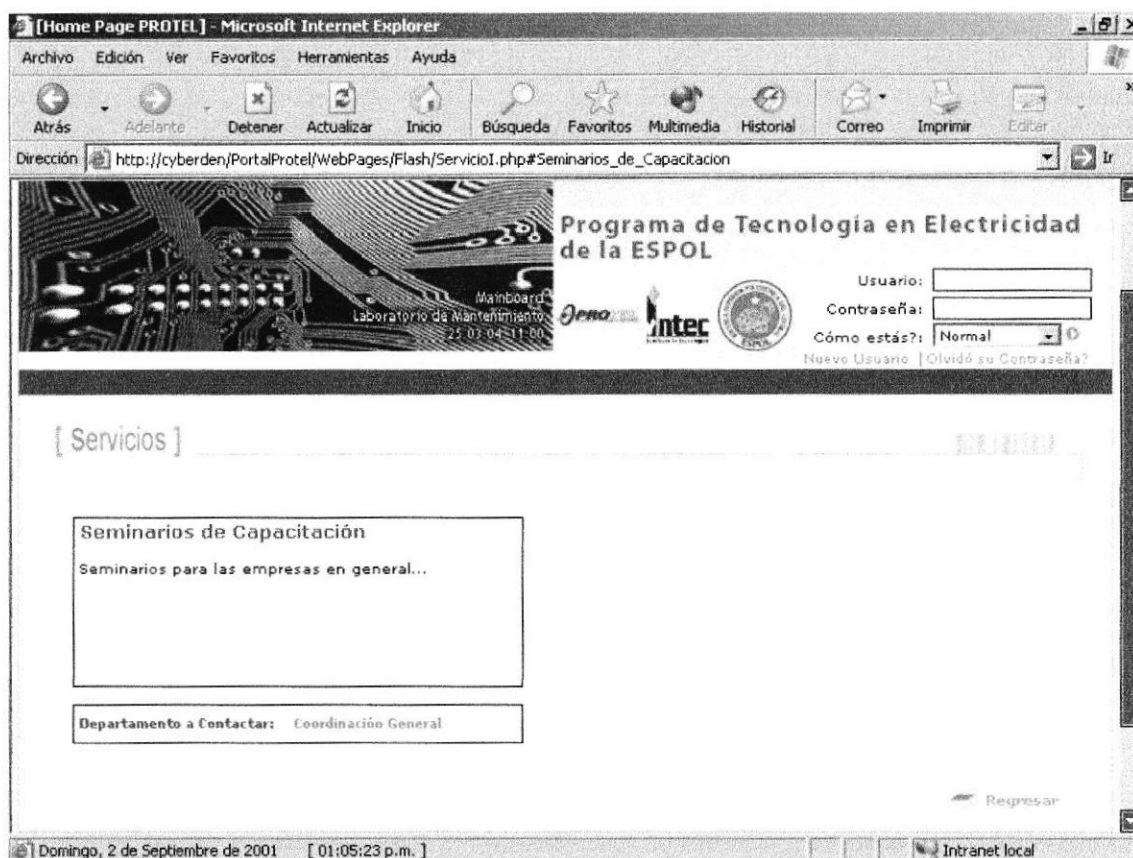 [Home Page PROTEL] - Microsoft Internet Explorer
Archivo Edición Ver Favoritos Herramientas Ayuda
Atrás Adelante Detener Actualizar Inicio Búsqueda Favoritos Multimedia Historial Correo Imprimir Editar
Dirección http://cyberden/PortalProtel/WebPages/Flash/ServicioI.php#Seminarios_de_Capacitacion Ir
Programa de Tecnología en Electricidad
de la ESPOL
Mainboard
Laboratorio de Mantenimiento
25-03-04-11:00
PROTEL
intec
ESPOL
Usuario:
Contraseña:
Cómo estás?: Normal
Nuevo Usuario | Olvidó su Contraseña?
[ Servicios ]
Seminarios de Capacitación
Seminarios para las empresas en general...
Departamento a Contactar: Coordinación General
Regresar
Domingo, 2 de Septiembre de 2001 [ 01:05:23 p.m. ] Intranet local